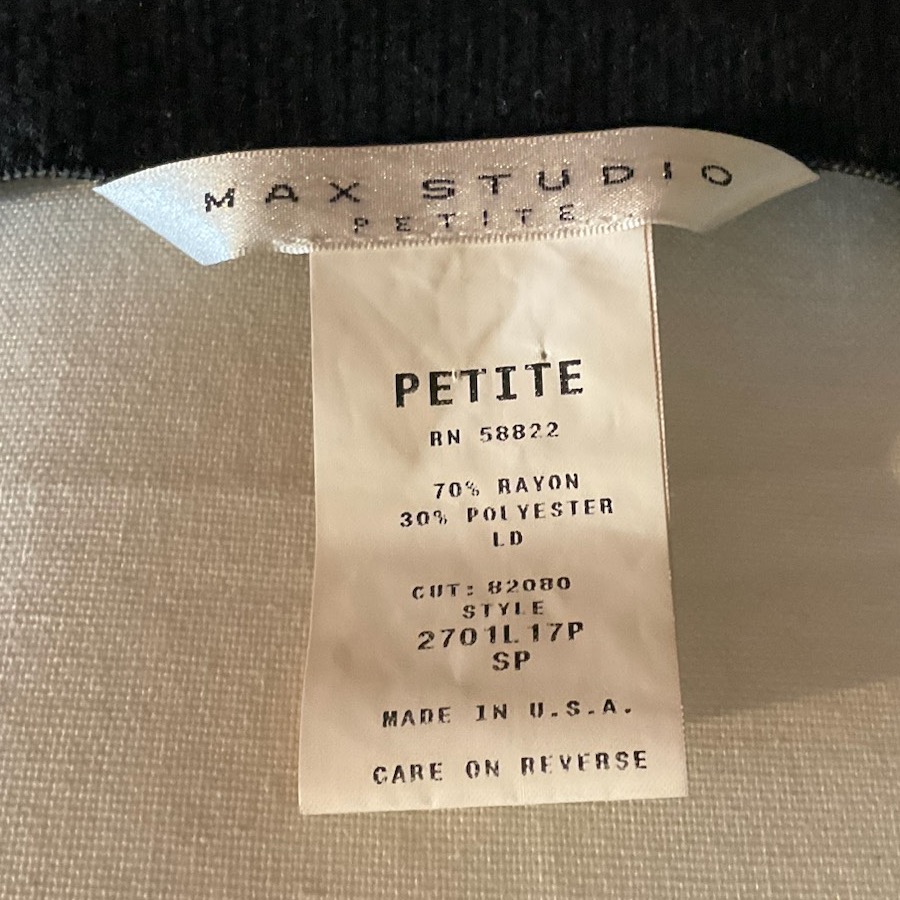 MAX STUDIO
PETITE
PETITE
RN 58822
70% RAYON
30% POLYESTER
LD
CUT: 82080
STYLE
2701L17P
SP
MADE IN U.S.A.
CARE ON REVERSE